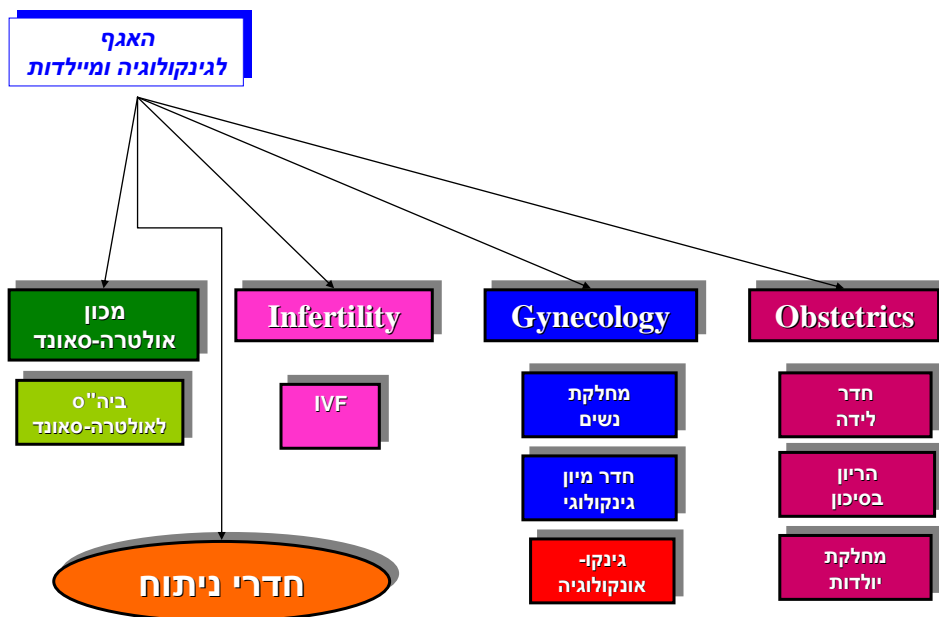 האגף
לגינקולוגיה ומיילדות
מכון
אולטרה-סאונד
Infertility
Gynecology
Obstetrics
ביה"ס
לאולטרה-סאונד
IVF
מחלקת
נשים
חדר
לידה
חדר מיון
גינקולוגי
הריון
בסיכון
גינקו-
אונקולוגיה
מחלקת
יולדות
חדרי ניתוח